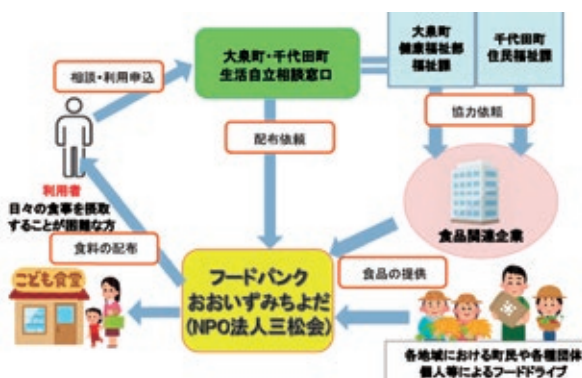 大泉町・千代田町
生活自立相談窓口
大泉町
健康福祉部
福祉課
千代田町
住民福祉課
相談・利用申込
協力依頼
配布依頼
利用者
日々の食事を摂取
することが困難な方
食品関連企業
食料の配布
食品の提供
こども食堂
フードバンク
おおいずみちよだ
(NPO法人三松会)
各地域における町民や各種団体
個人等によるフードドライブ